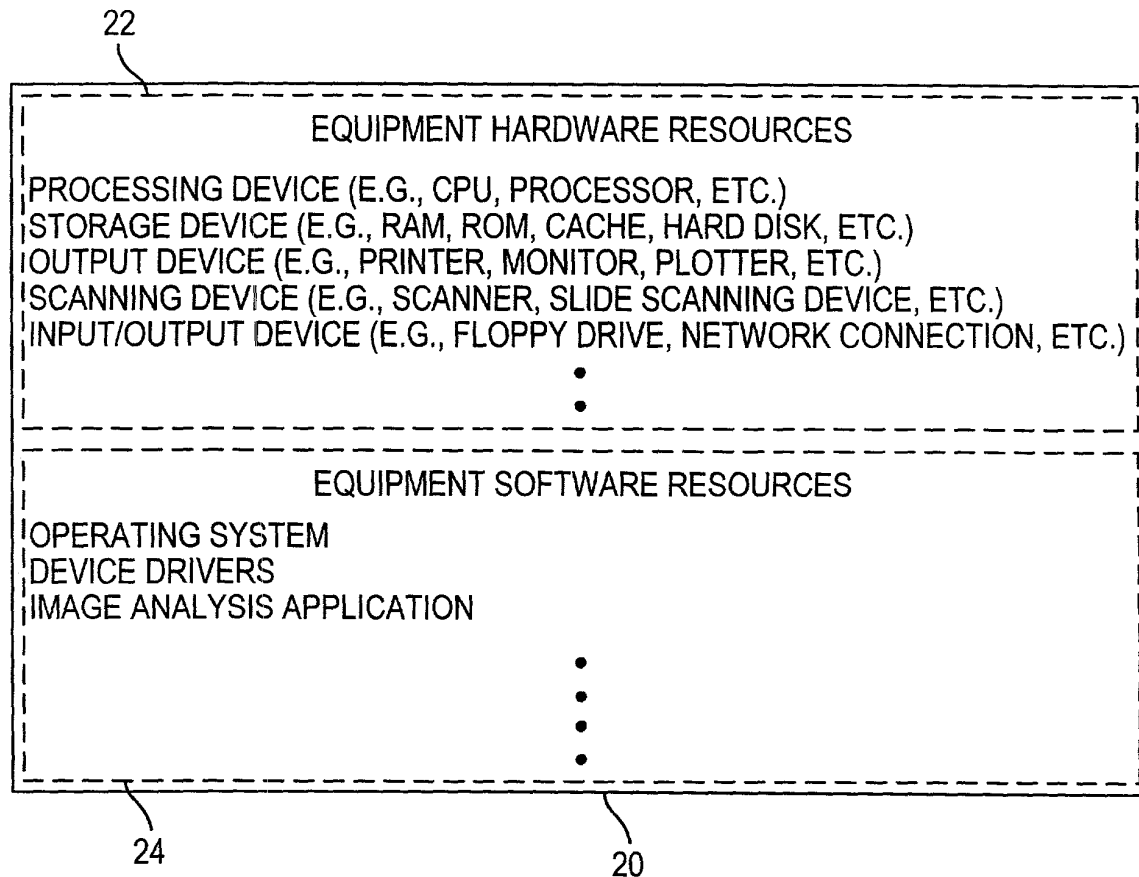 22
EQUIPMENT HARDWARE RESOURCES
PROCESSING DEVICE (E.G., CPU, PROCESSOR, ETC.)
STORAGE DEVICE (E.G., RAM, ROM, CACHE, HARD DISK, ETC.)
OUTPUT DEVICE (E.G., PRINTER, MONITOR, PLOTTER, ETC.)
SCANNING DEVICE (E.G., SCANNER, SLIDE SCANNING DEVICE, ETC.)
INPUT/OUTPUT DEVICE (E.G., FLOPPY DRIVE, NETWORK CONNECTION, ETC.)
EQUIPMENT SOFTWARE RESOURCES
OPERATING SYSTEM
DEVICE DRIVERS
IMAGE ANALYSIS APPLICATION
24
20